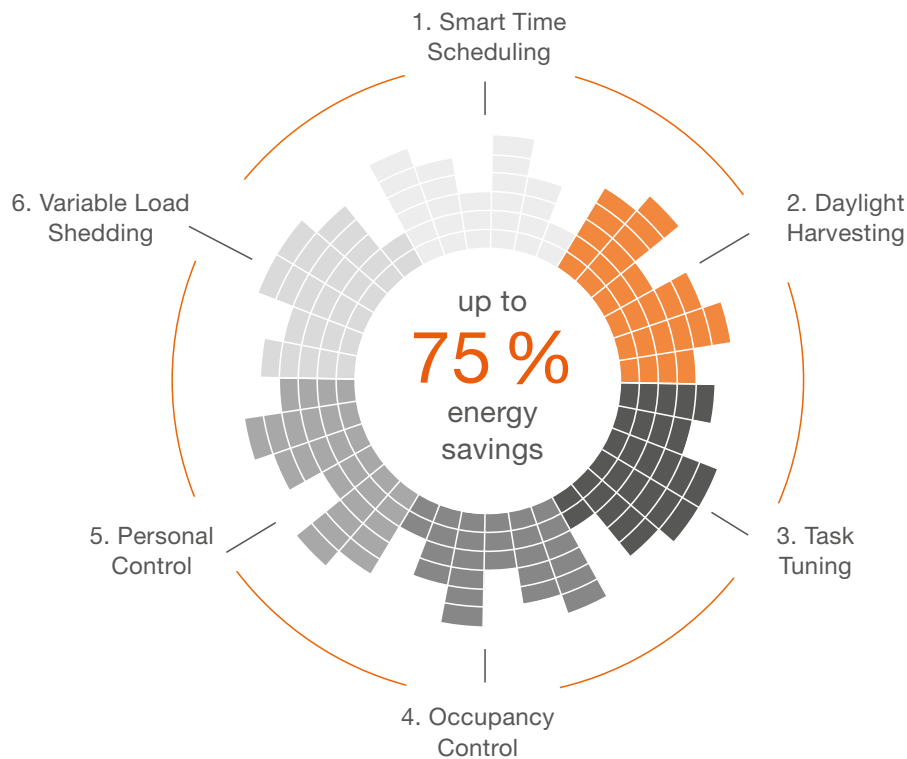 1. Smart Time
Scheduling
2. Daylight
Harvesting
3. Task
Tuning
4. Occupancy
Control
5. Personal
Control
6. Variable Load
Shedding
up to
75 %
energy
savings